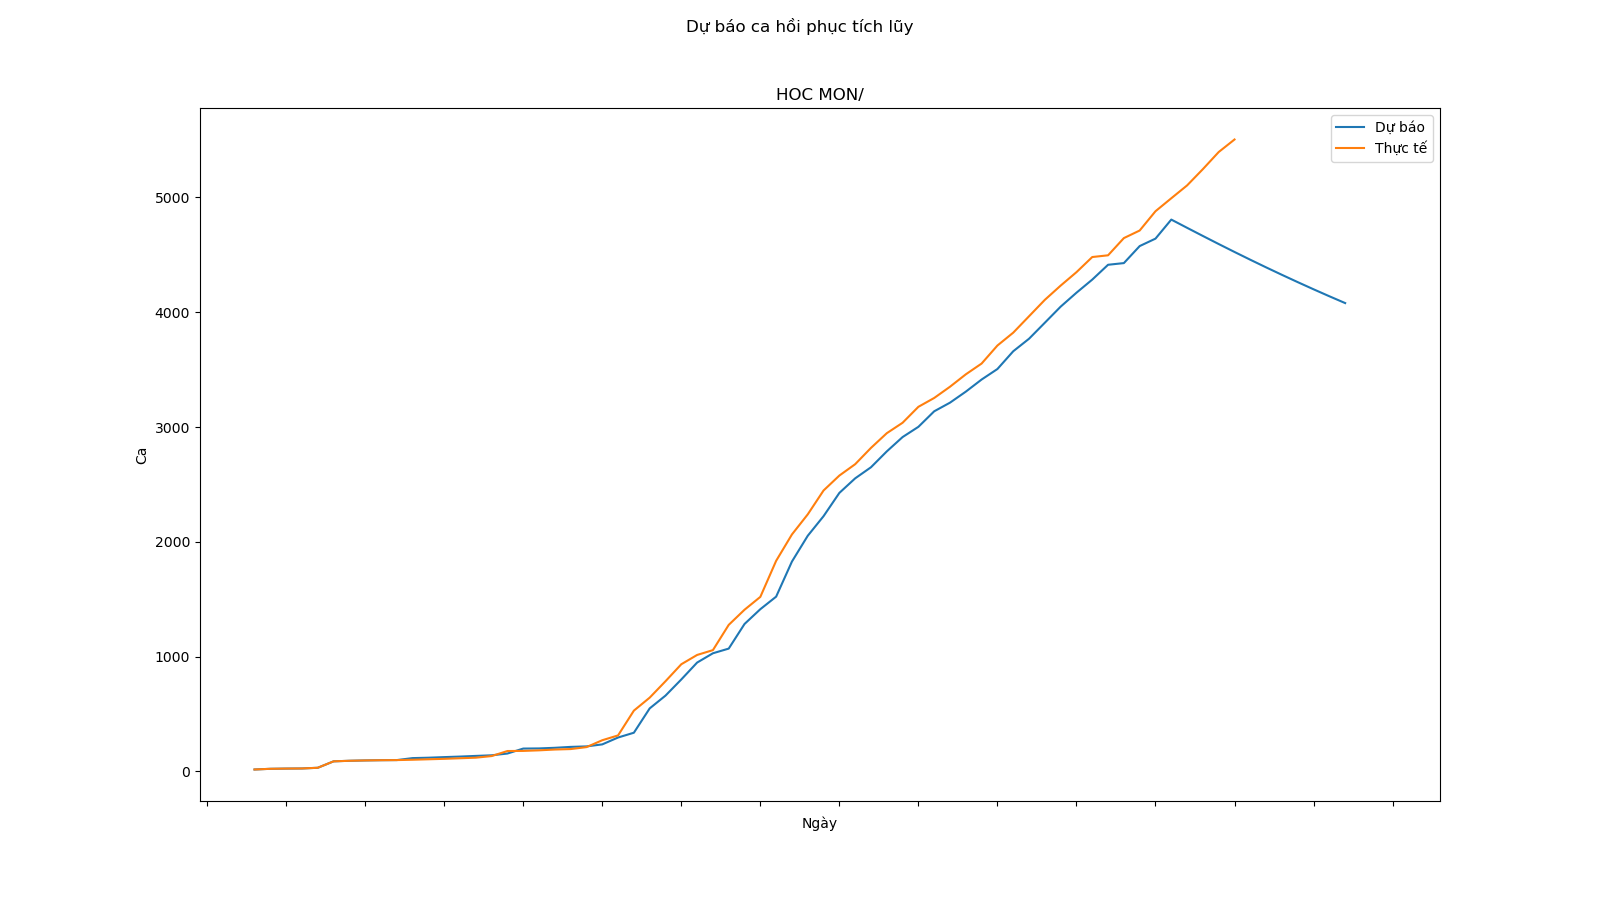 Dự báo ca hồi phục tích lũy
HOC MON/
Dự báo
Thực tế
5000
4000
3000
2000
1000
0
Ca
Ngày